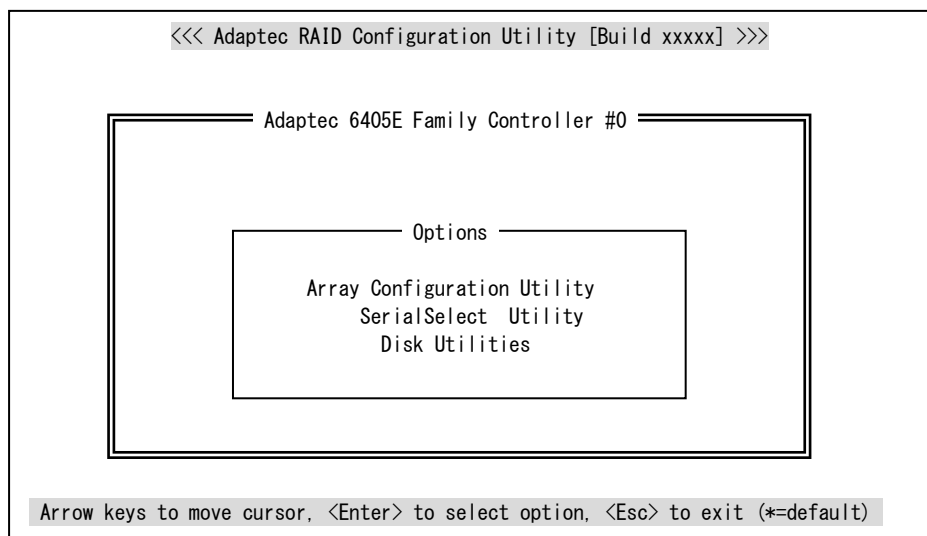 <<< Adaptec RAID Configuration Utility [Build xxxxx] >>>
Adaptec 6405E Family Controller #0
Options
Array Configuration Utility
SerialSelect Utility
Disk Utilities
Arrow keys to move cursor, <Enter> to select option, <Esc> to exit (*=default)